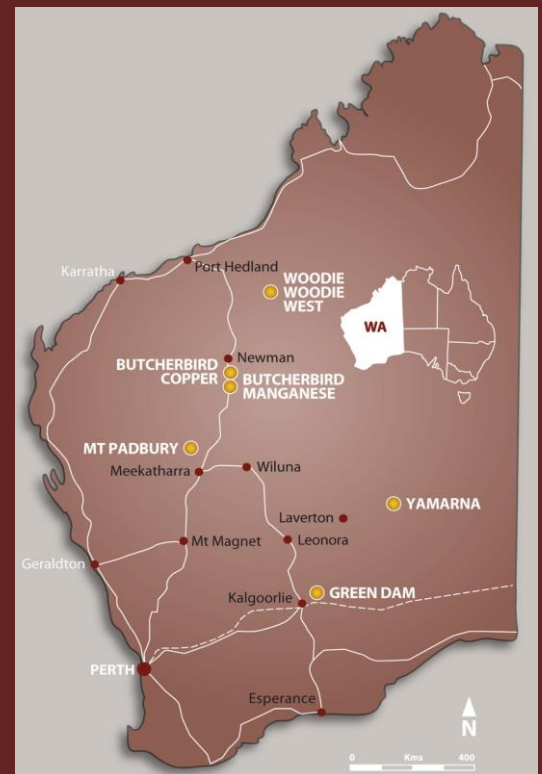 Port Hedland
Karratha
WOODIE
WOODIE
WEST
WA
Newman
BUTCHERBIRD
COPPER
BUTCHERBIRD
MANGANESE
MT PADBURY
Meekatharra
Wiluna
YAMARNA
Laverton
Mt Magnet
Leonora
Geraldton
GREEN DAM
Kalgoorlie
PERTH
Esperance
N
0 Kms 400